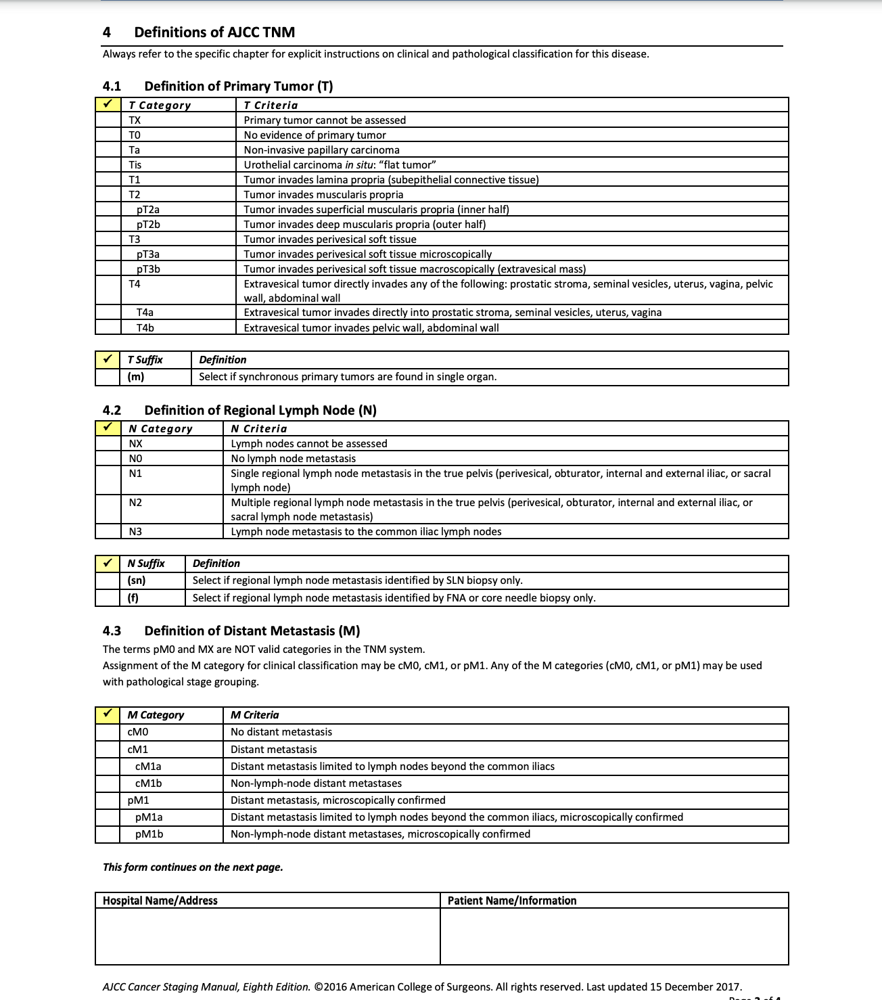 4 Definitions of AJCC TNM
Always refer to the specific chapter for explicit instructions on clinical and pathological classification for this disease.
4.1 Definition of Primary Tumor (T)
✓ T Category T Criteria
TX Primary tumor cannot be assessed
T0 No evidence of primary tumor
Ta Non-invasive papillary carcinoma
Tis Urothelial carcinoma in situ: “flat tumor”
T1 Tumor invades lamina propria (subepithelial connective tissue)
T2 Tumor invades muscularis propria
pT2a Tumor invades superficial muscularis propria (inner half)
pT2b Tumor invades deep muscularis propria (outer half)
T3 Tumor invades perivesical soft tissue
pT3a Tumor invades perivesical soft tissue microscopically
pT3b Tumor invades perivesical soft tissue macroscopically (extravesical mass)
T4 Extravesical tumor directly invades any of the following: prostatic stroma, seminal vesicles, uterus, vagina, pelvic
wall, abdominal wall
T4a Extravesical tumor invades directly into prostatic stroma, seminal vesicles, uterus, vagina
T4b Extravesical tumor invades pelvic wall, abdominal wall
✓ T Suffix Definition
(m) Select if synchronous primary tumors are found in single organ.
4.2 Definition of Regional Lymph Node (N)
✓ N Category N Criteria
NX Lymph nodes cannot be assessed
N0 No lymph node metastasis
N1 Single regional lymph node metastasis in the true pelvis (perivesical, obturator, internal and external iliac, or sacral
lymph node)
N2 Multiple regional lymph node metastasis in the true pelvis (perivesical, obturator, internal and external iliac, or
sacral lymph node metastasis)
N3 Lymph node metastasis to the common iliac lymph nodes
✓ N Suffix Definition
(sn) Select if regional lymph node metastasis identified by SLN biopsy only.
(f) Select if regional lymph node metastasis identified by FNA or core needle biopsy only.
4.3 Definition of Distant Metastasis (M)
The terms pM0 and MX are NOT valid categories in the TNM system.
Assignment of the M category for clinical classification may be cM0, cM1, or pM1. Any of the M categories (cM0, cM1, or pM1) may be used
with pathological stage grouping.
✓ M Category M Criteria
cM0 No distant metastasis
cM1 Distant metastasis
cM1a Distant metastasis limited to lymph nodes beyond the common iliacs
cM1b Non-lymph-node distant metastases
pM1 Distant metastasis, microscopically confirmed
pM1a Distant metastasis limited to lymph nodes beyond the common iliacs, microscopically confirmed
pM1b Non-lymph-node distant metastases, microscopically confirmed
This form continues on the next page.
Hospital Name/Address Patient Name/Information
AJCC Cancer Staging Manual, Eighth Edition. ©2016 American College of Surgeons. All rights reserved. Last updated 15 December 2017.